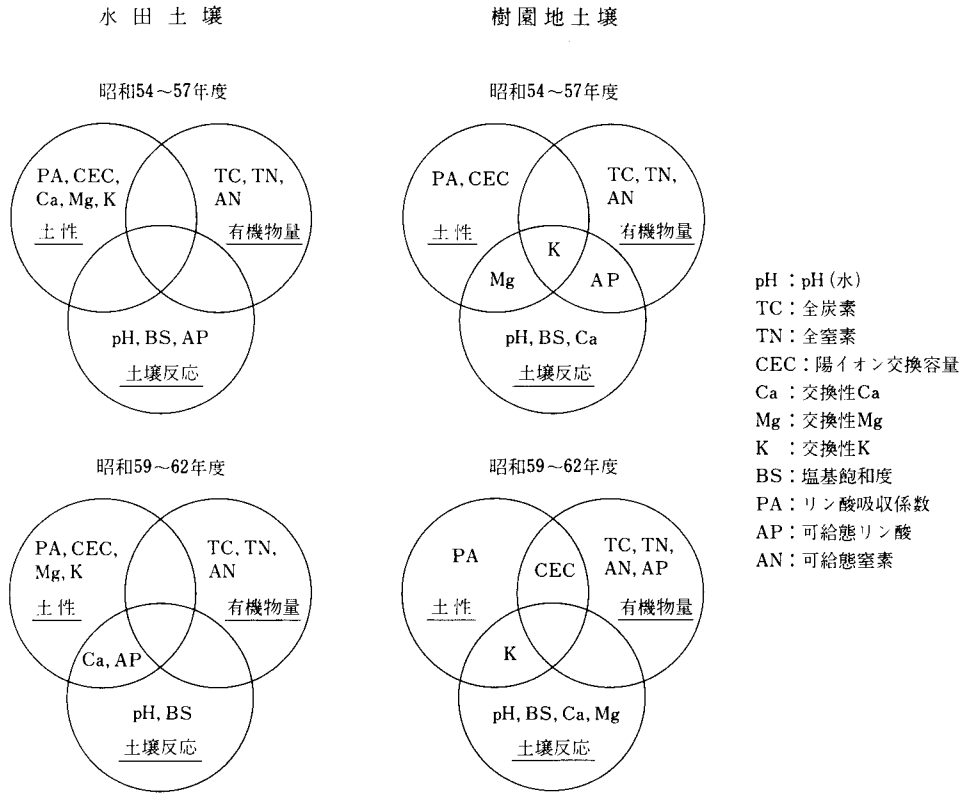 水田土壌
樹園地土壌
昭和54～57年度
PA, CEC,
Ca, Mg, K
土性
TC, TN,
AN
有機物量
pH, BS, AP
土壌反応
昭和54～57年度
PA, CEC
土性
TC, TN,
AN
有機物量
K
Mg
AP
pH, BS, Ca
土壌反応
昭和59～62年度
PA, CEC,
Mg, K
土性
TC, TN,
AN
有機物量
Ca, AP
pH, BS
土壌反応
昭和59～62年度
PA
土性
CEC
TC, TN,
AN, AP
有機物量
K
pH, BS, Ca, Mg
土壌反応
pH：pH(水)
TC：全炭素
TN：全窒素
CEC：陽イオン交換容量
Ca：交換性Ca
Mg：交換性Mg
K：交換性K
BS：塩基飽和度
PA：リン酸吸収係数
AP：可給態リン酸
AN：可給態窒素